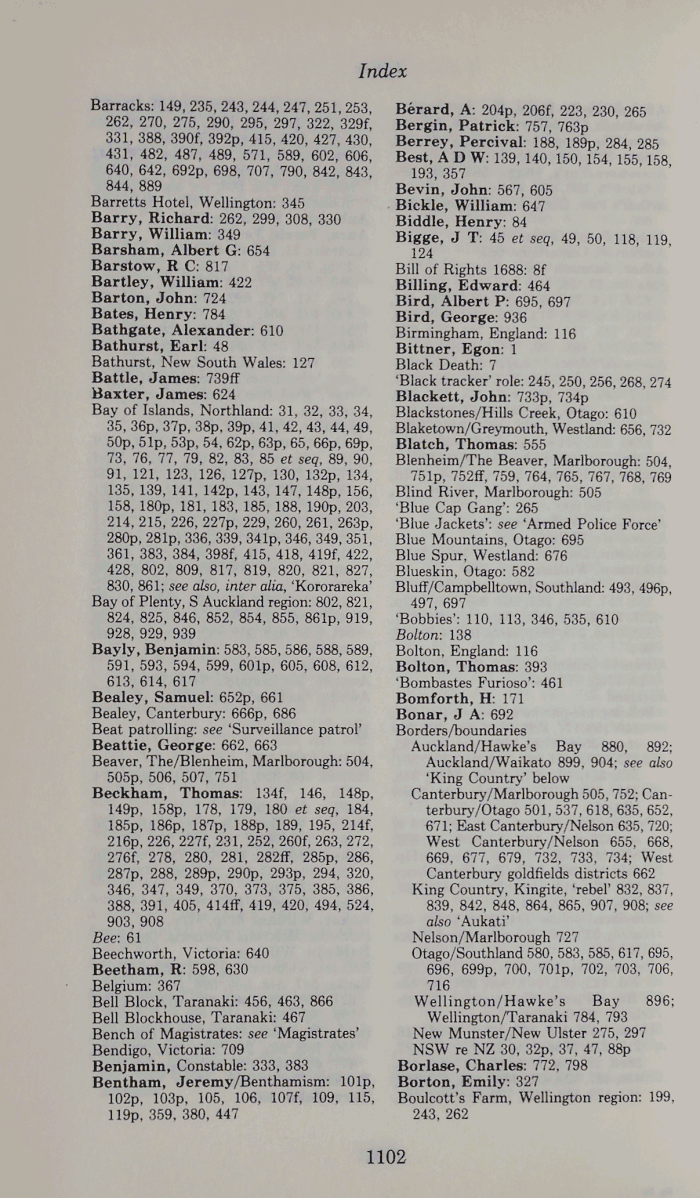 Index
Barracks: 149, 235, 243, 244, 247, 251, 253,
262, 270, 275, 290, 295, 297, 322, 329f,
331, 388, 390f, 392p, 415, 420, 427, 430,
431, 482, 487, 489, 571, 589, 602, 606,
640, 642, 692p, 698, 707, 790, 842, 843,
844, 889
Barretts Hotel, Wellington: 345
Barry, Richard: 262, 299, 308, 330
Barry, William: 349
Barsham, Albert G: 654
Barstow, R C: 817
Bartley, William: 422
Barton, John: 724
Bates, Henry: 784
Bathgate, Alexander: 610
Bathurst, Earl: 48
Bathurst, New South Wales: 127
Battle, James: 739ff
Baxter, James: 624
Bay of Islands, Northland: 31, 32, 33, 34,
35, 36p, 37p, 38p, 39p, 41, 42, 43, 44, 49,
50p, 51p, 53p, 54, 62p, 63p, 65, 66p, 69p,
73, 76, 77, 79, 82, 83, 85 et seq, 89, 90,
91, 121, 123, 126, 127p, 130, 132p, 134,
135, 139, 141, 142p, 143, 147, 148p, 156,
158, 180p, 181, 183, 185, 188, 190p, 203,
214, 215, 226, 227p, 229, 260, 261, 263p,
280p, 281p, 336, 339, 341p, 346, 349, 351,
361, 383, 384, 398f, 415, 418, 419f, 422,
428, 802, 809, 817, 819, 820, 821, 827,
830, 861; see also, inter alia, ‘Kororareka’
Bay of Plenty, S Auckland region: 802, 821,
824, 825, 846, 852, 854, 855, 861p, 919,
928, 929, 939
Bayly, Benjamin: 583, 585, 586, 588, 589,
591, 593, 594, 599, 601p, 605, 608, 612,
613, 614, 617
Bealey, Samuel: 652p, 661
Bealey, Canterbury: 666p, 686
Beat patrolling: see ‘Surveillance patrol’
Beattie, George: 662, 663
Beaver, The/Blenheim, Marlborough: 504,
505p, 506, 507, 751
Beckham, Thomas: 134f, 146, 148p,
149p, 158p, 178, 179, 180 et seq, 184,
185p, 186p, 187p, 188p, 189, 195, 214f,
216p, 226, 227f, 231, 252, 260f, 263, 272,
276f, 278, 280, 281, 282ff, 285p, 286,
287p, 288, 289p, 290p, 293p, 294, 320,
346, 347, 349, 370, 373, 375, 385, 386,
388, 391, 405, 414ff, 419, 420, 494, 524,
903, 908
Bee: 61
Beechworth, Victoria: 640
Beetham, R: 598, 630
Belgium: 367
Bell Block, Taranaki: 456, 463, 866
Bell Blockhouse, Taranaki: 467
Bench of Magistrates: see ‘Magistrates’
Bendigo, Victoria: 709
Benjamin, Constable: 333, 383
Bentham, Jeremy/Benthamism: 101p,
102p, 103p, 105, 106, 107f, 109, 115,
119p, 359, 380, 447
Bérard, A: 204p, 206f, 223, 230, 265
Bergin, Patrick: 757, 763p
Berrey, Percival: 188, 189p, 284, 285
Best, A D W: 139, 140, 150, 154, 155, 158,
193, 357
Bevin, John: 567, 605
Bickle, William: 647
Biddle, Henry: 84
Bigge, J T: 45 et seq, 49, 50, 118, 119,
124
Bill of Rights 1688: 8f
Billing, Edward: 464
Bird, Albert P: 695, 697
Bird, George: 936
Birmingham, England: 116
Bittner, Egon: 1
Black Death: 7
‘Black tracker’ role: 245, 250, 256, 268, 274
Blackett, John: 733p, 734p
Blackstones/Hills Creek, Otago: 610
Blaketown/Greymouth, Westland: 656, 732
Blatch, Thomas: 555
Blenheim/The Beaver, Marlborough: 504,
751p, 752ff, 759, 764, 765, 767, 768, 769
Blind River, Marlborough: 505
‘Blue Cap Gang’: 265
‘Blue Jackets’: see ‘Armed Police Force’
Blue Mountains, Otago: 695
Blue Spur, Westland: 676
Blueskin, Otago: 582
Bluff/Campbelltown, Southland: 493, 496p,
497, 697
‘Bobbies’: 110, 113, 346, 535, 610
Bolton: 138
Bolton, England: 116
Bolton, Thomas: 393
‘Bombastes Furioso’: 461
Bomforth, H: 171
Bonar, J A: 692
Borders/boundaries
Auckland/Hawke's Bay 880, 892;
Auckland/Waikato 899, 904; see also
‘King Country’ below
Canterbury/Marlborough 505, 752; Can-
terbury/Otago 501, 537, 618, 635, 652,
671; East Canterbury/Nelson 635, 720;
West Canterbury/Nelson 655, 668,
669, 677, 679, 732, 733, 734; West
Canterbury goldfields districts 662
King Country, Kingite, ‘rebel’ 832, 837,
839, 842, 848, 864, 865, 907, 908; see
also ‘Aukati’
Nelson/Marlborough 727
Otago/Southland 580, 583, 585, 617, 695,
696, 699p, 700, 701p, 702, 703, 706,
716
Wellington/Hawke's Bay 896;
Wellington/Taranaki 784, 793
New Munster/New Ulster 275, 297
NSW re NZ 30, 32p, 37, 47, 88p
Borlase, Charles: 772, 798
Borton, Emily: 327
Boulcott's Farm, Wellington region: 199,
243, 262
1102